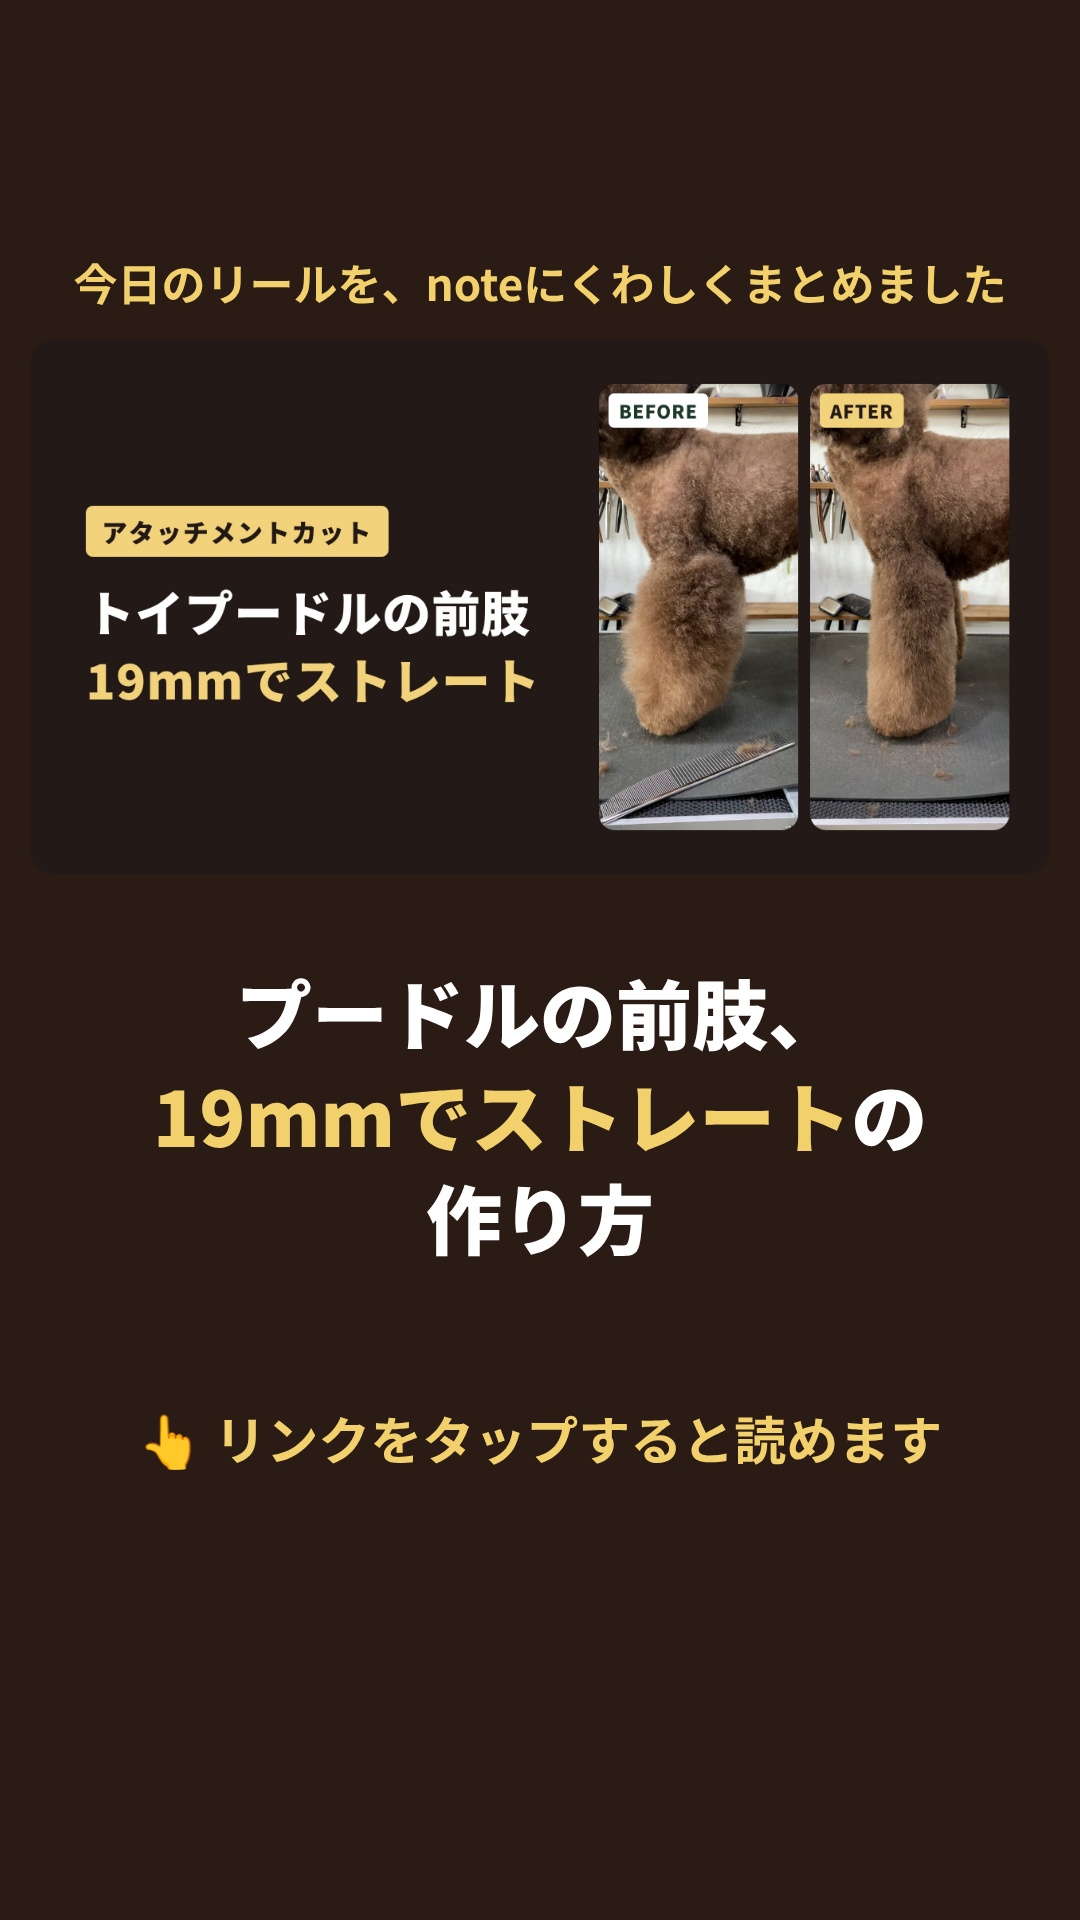 今日のリールを、noteにくわしくまとめました
アタッチメントカット
トイプードルの前肢
19mmでストレート
BEFORE
AFTER
プードルの前肢、
19mmでストレートの
作り方
👆 リンクをタップすると読めます